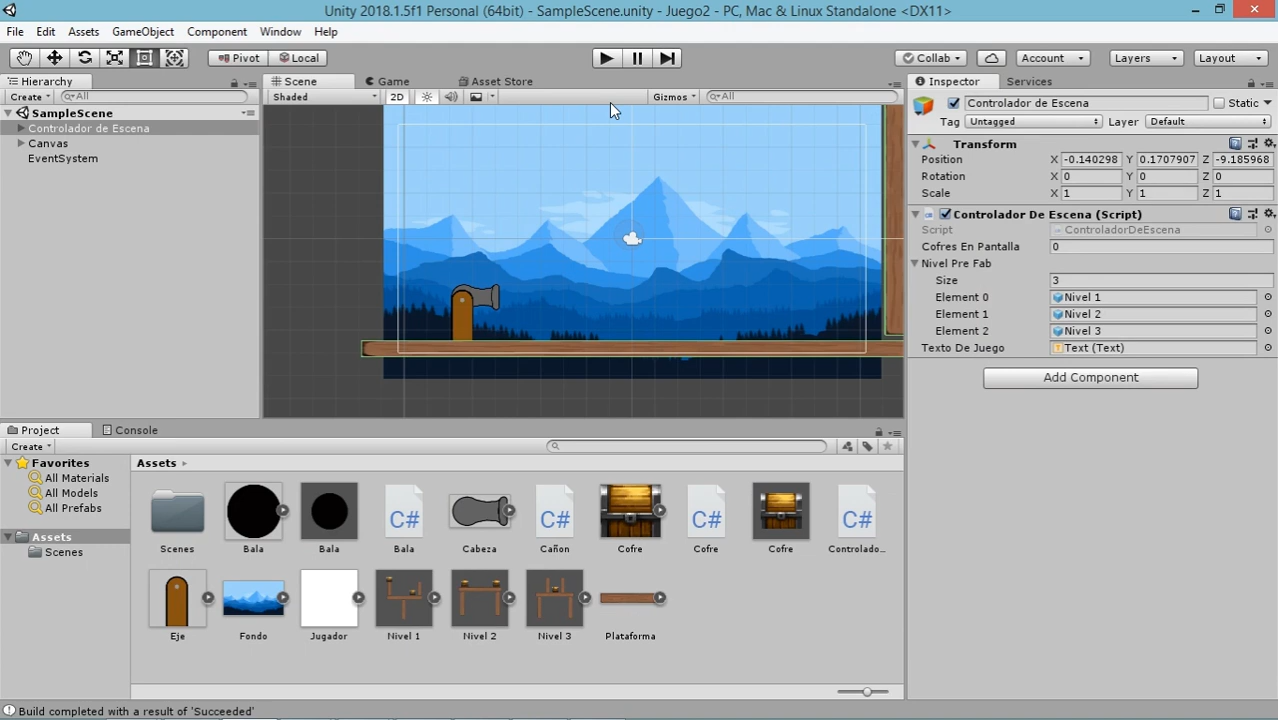 Unity 2018.1.5f1 Personal (64bit) - SampleScene.unity - Juego2 - PC, Mac & Linux Standalone <DX11>
File Edit Assets GameObject Component Window Help
Pivot Local Collab Account Layers Layout
Hierarchy Scene Game Asset Store Inspector Services
Create All Shaded 2D Gizmos All
Controlador de Escena Static
Tag Untagged Layer Default
SampleScene
Controlador de Escena
Canvas
EventSystem
Transform
Position X -0.140298 Y 0.1707907 Z -9.185968
Rotation X 0 Y 0 Z 0
Scale X 1 Y 1 Z 1
Controlador De Escena (Script)
Script ControladorDeEscena
Cofres En Pantalla 0
Nivel Pre Fab
Size 3
Element 0 Nivel 1
Element 1 Nivel 2
Element 2 Nivel 3
Texto De Juego Text (Text)
Add Component
Project Console
Create
Favorites
All Materials
All Models
All Prefabs
Assets
Scenes
Assets
C# C# C# C#
Scenes Bala Bala Bala Cabeza Cañon Cofre Cofre Cofre Controlado...
Eje Fondo Jugador Nivel 1 Nivel 2 Nivel 3 Plataforma
Build completed with a result of 'Succeeded'